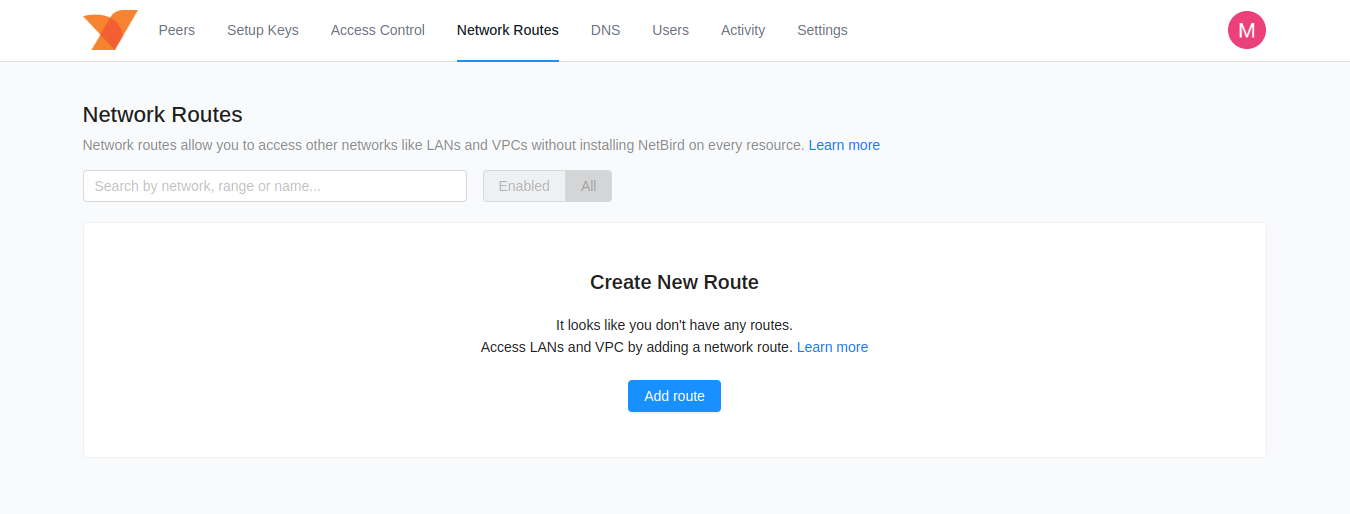 Peers Setup Keys Access Control Network Routes DNS Users Activity Settings M
Network Routes
Network routes allow you to access other networks like LANs and VPCs without installing NetBird on every resource. Learn more
Search by network, range or name... Enabled All
Create New Route
It looks like you don't have any routes.
Access LANs and VPC by adding a network route. Learn more
Add route